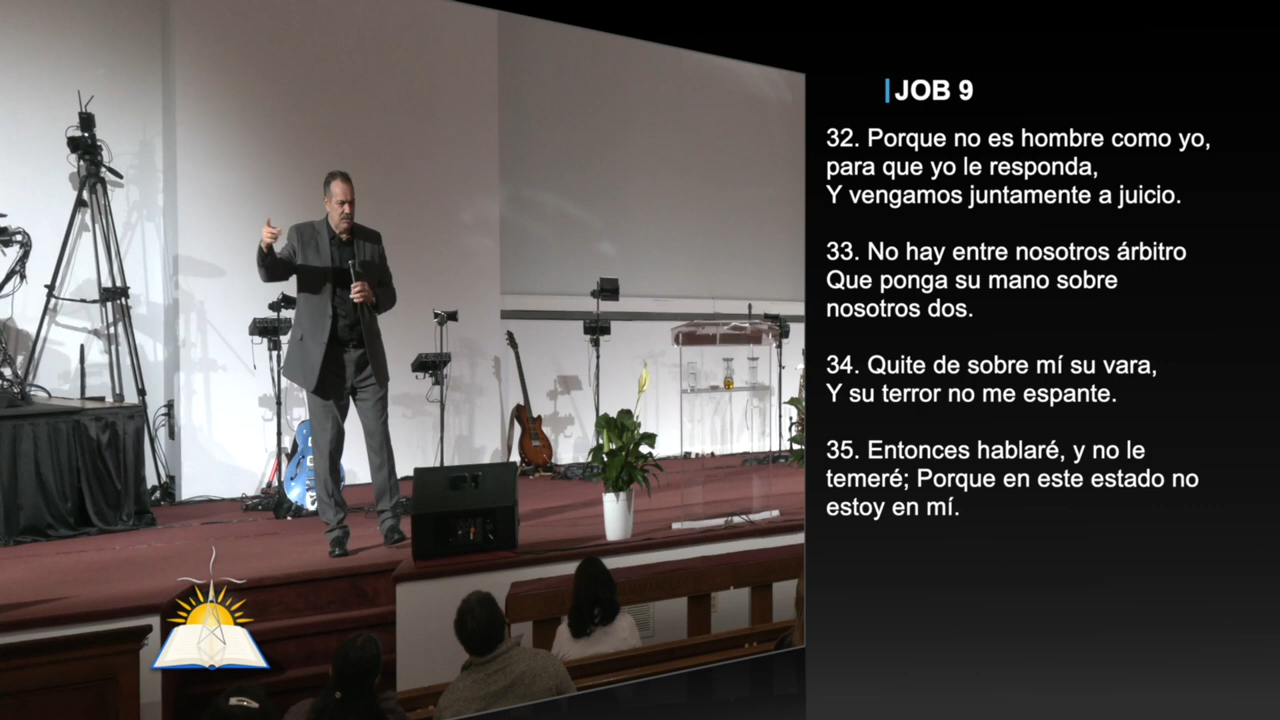 JOB 9
32. Porque no es hombre como yo,
para que yo le responda,
Y vengamos juntamente a juicio.
33. No hay entre nosotros árbitro
Que ponga su mano sobre
nosotros dos.
34. Quite de sobre mí su vara,
Y su terror no me espante.
35. Entonces hablaré, y no le
temeré; Porque en este estado no
estoy en mí.